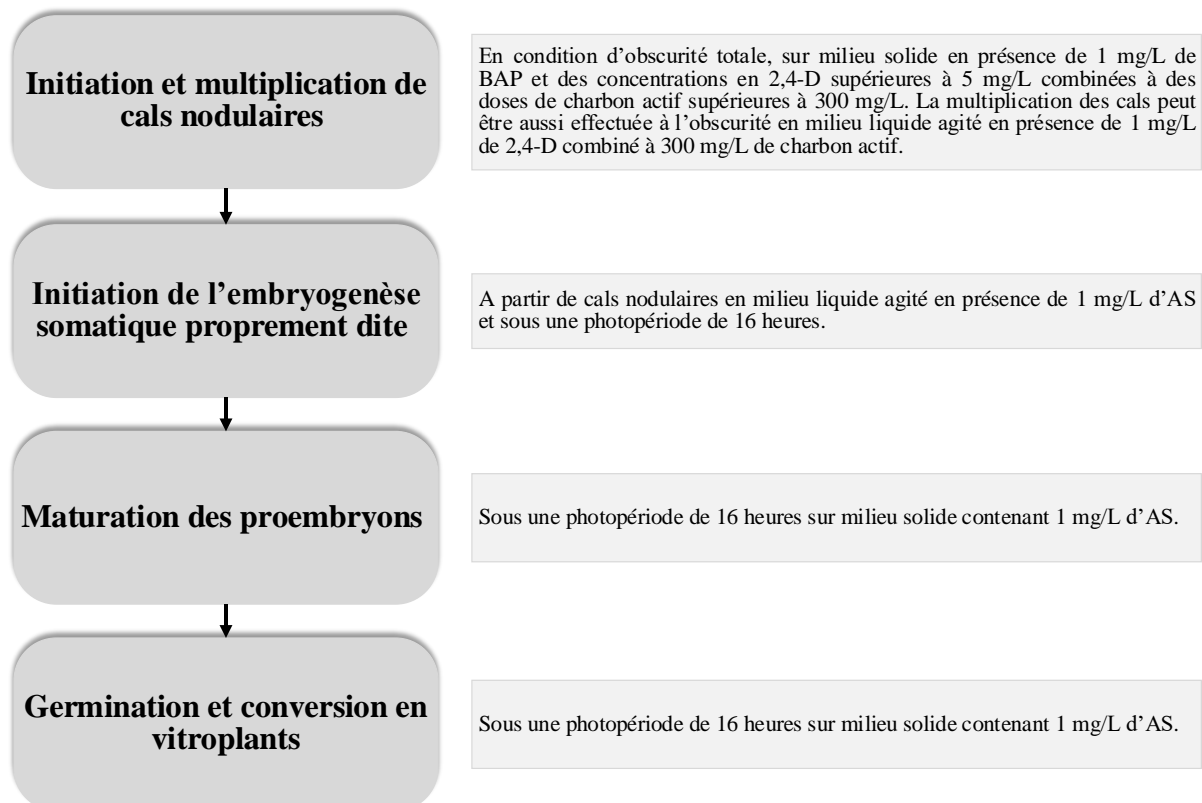 Initiation et multiplication de
cals nodulaires
En condition d’obscurité totale, sur milieu solide en présence de 1 mg/L de
BAP et des concentrations en 2,4-D supérieures à 5 mg/L combinées à des
doses de charbon actif supérieures à 300 mg/L. La multiplication des cals peut
être aussi effectuée à l’obscurité en milieu liquide agité en présence de 1 mg/L
de 2,4-D combiné à 300 mg/L de charbon actif.
Initiation de l’embryogenèse
somatique proprement dite
A partir de cals nodulaires en milieu liquide agité en présence de 1 mg/L d’AS
et sous une photopériode de 16 heures.
Maturation des proembryons
Sous une photopériode de 16 heures sur milieu solide contenant 1 mg/L d’AS.
Germination et conversion en
vitroplants
Sous une photopériode de 16 heures sur milieu solide contenant 1 mg/L d’AS.